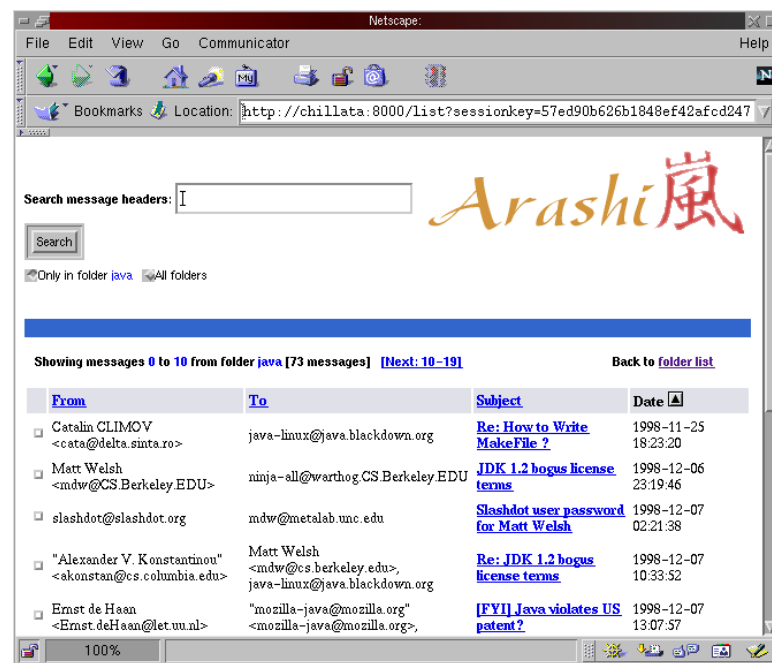 Netscape:
File Edit View Go Communicator Help
My N
Bookmarks Location: http://chillata:8000/list?sessionkey=57ed90b626b1848ef42afcd247
Search message headers:
Arashi嵐
Search
Only in folder java All folders
Showing messages 0 to 10 from folder java [73 messages] [Next: 10-19] Back to folder list
From To Subject Date
Catalin CLIMOV
<cata@delta.sinta.ro>
java-linux@java.blackdown.org
Re: How to Write
MakeFile ?
1998-11-25
18:23:20
Matt Welsh
<mdw@CS.Berkeley.EDU>
ninja-all@warthog.CS.Berkeley.EDU
JDK 1.2 bogus license
terms
1998-12-06
23:19:46
slashdot@slashdot.org
mdw@metalab.unc.edu
Slashdot user password
for Matt Welsh
1998-12-07
02:21:38
"Alexander V. Konstantinou"
<akonstan@cs.columbia.edu>
Matt Welsh
<mdw@cs.berkeley.edu>,
java-linux@java.blackdown.org
Re: JDK 1.2 bogus
license terms
1998-12-07
10:33:52
Ernst de Haan
<Ernst.deHaan@let.uu.nl>
"mozilla-java@mozilla.org"
<mozilla-java@mozilla.org>,
[FYI] Java violates US
patent?
1998-12-07
13:07:57
100%